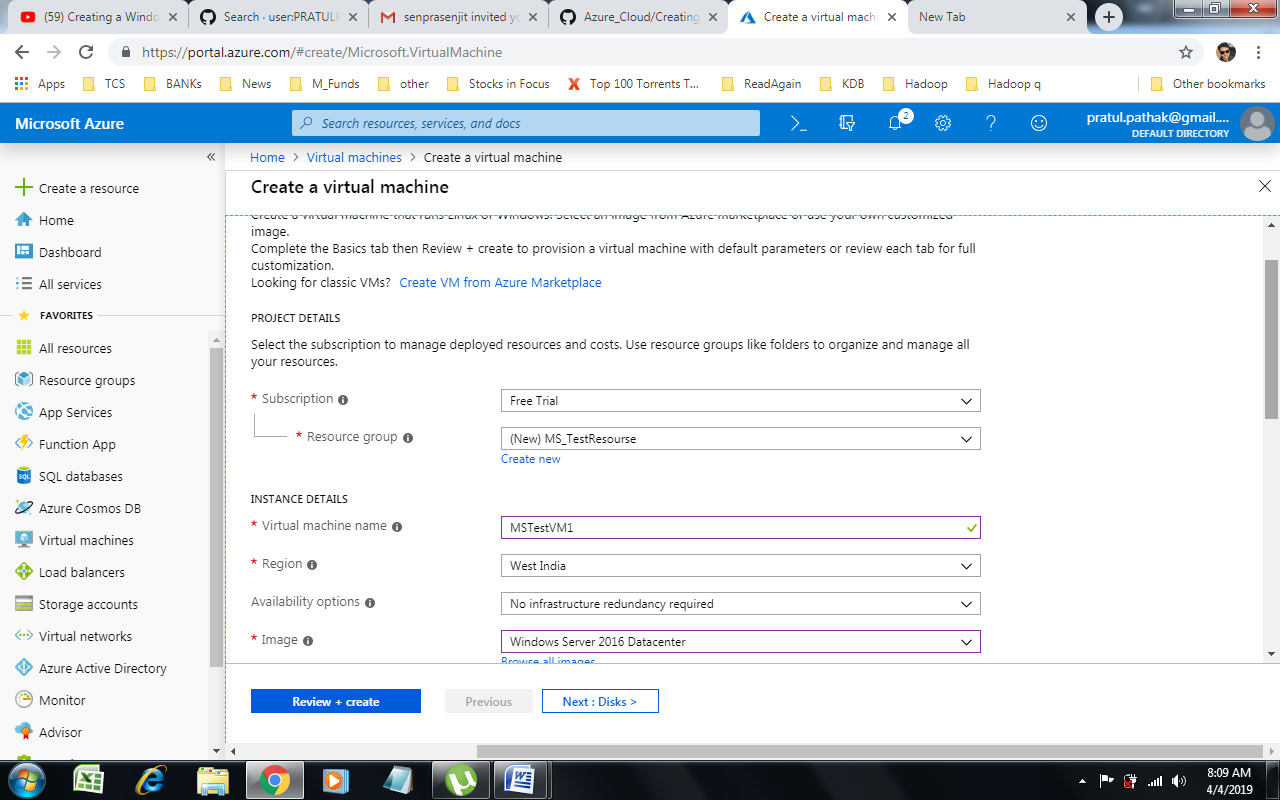 (59) Creating a Windo
Search · user:PRATULP
senprasenjit invited yo
Azure_Cloud/Creating
Create a virtual machi
New Tab
https://portal.azure.com/#create/Microsoft.VirtualMachine
Apps
TCS
BANKs
News
M_Funds
other
Stocks in Focus
Top 100 Torrents T...
ReadAgain
KDB
Hadoop
Hadoop q
Other bookmarks
Microsoft Azure
Search resources, services, and docs
2
pratul.pathak@gmail....
DEFAULT DIRECTORY
Home > Virtual machines > Create a virtual machine
Create a virtual machine
Create a resource
Home
Dashboard
All services
FAVORITES
All resources
Resource groups
App Services
Function App
SQL databases
Azure Cosmos DB
Virtual machines
Load balancers
Storage accounts
Virtual networks
Azure Active Directory
Monitor
Advisor
Create a virtual machine that runs Linux or Windows. Select an image from Azure marketplace or use your own customized
image.
Complete the Basics tab then Review + create to provision a virtual machine with default parameters or review each tab for full
customization.
Looking for classic VMs? Create VM from Azure Marketplace
PROJECT DETAILS
Select the subscription to manage deployed resources and costs. Use resource groups like folders to organize and manage all
your resources.
* Subscription
Free Trial
* Resource group
(New) MS_TestResourse
Create new
INSTANCE DETAILS
* Virtual machine name
MSTestVM1
* Region
West India
Availability options
No infrastructure redundancy required
* Image
Windows Server 2016 Datacenter
Browse all images
Review + create
Previous
Next : Disks >
8:09 AM
4/4/2019